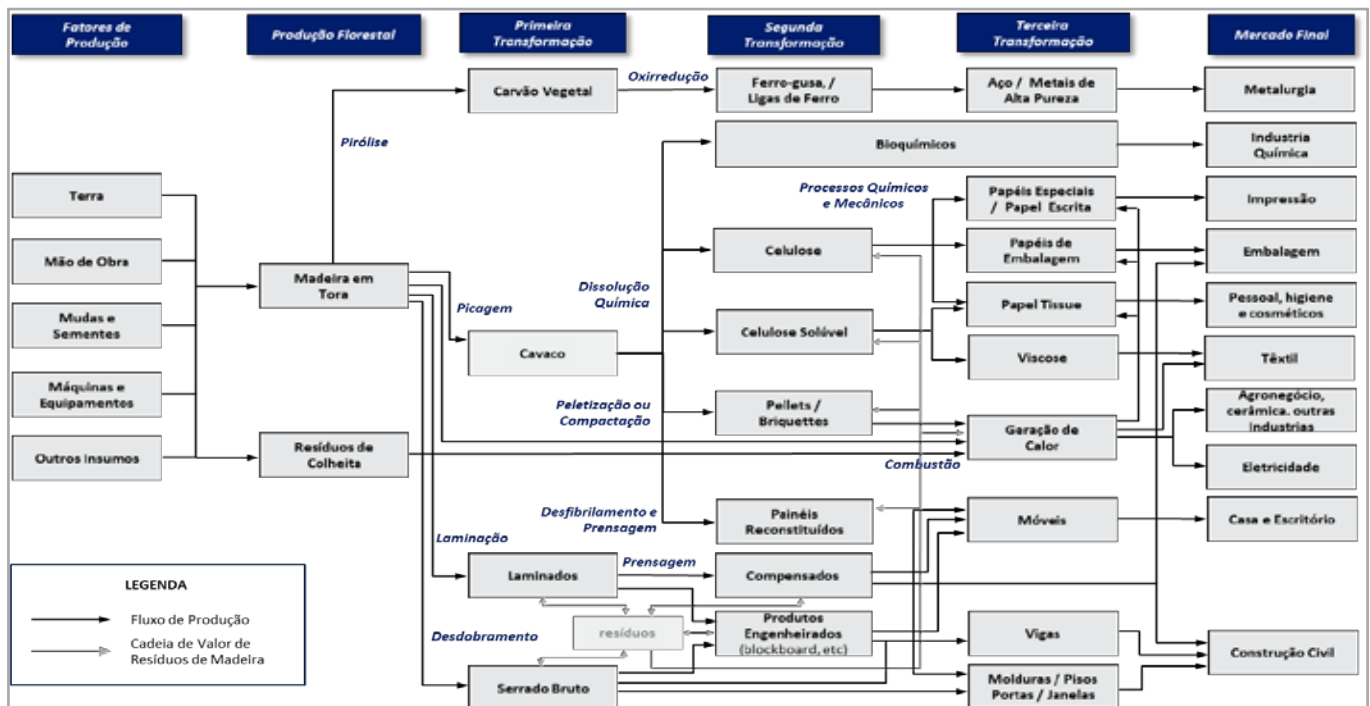 Fatores de
Produção
Produção Florestal
Primeira
Transformação
Segunda
Transformação
Terceira
Transformação
Mercado Final
Carvão Vegetal
Oxirredução
Ferro-gusa, /
Ligas de Ferro
Aço / Metais de
Alta Pureza
Metalurgia
Pirólise
Bioquímicos
Industria
Química
Terra
Processos Químicos
e Mecânicos
Papéis Especiais
/ Papel Escrita
Impressão
Mão de Obra
Madeira em
Tora
Celulose
Papéis de
Embalagem
Embalagem
Dissolução
Química
Picagem
Mudas e
Sementes
Cavaco
Celulose Solúvel
Papel Tissue
Pessoal, higiene
e cosméticos
Viscose
Têxtil
Máquinas e
Equipamentos
Peletização ou
Compactação
Pellets /
Briquettes
Agronegócio,
cerâmica. outras
Industrias
Outros Insumos
Resíduos de
Colheita
Geração de
Calor
Combustão
Eletricidade
Desfibrilamento e
Prensagem
Painéis
Reconstituídos
Móveis
Casa e Escritório
Laminação
Laminados
Prensagem
Compensados
LEGENDA
Fluxo de Produção
Cadeia de Valor de
Resíduos de Madeira
Desdobramento
resíduos
Produtos
Engenheirados
(blockboard, etc)
Vigas
Construção Civil
Serrado Bruto
Molduras / Pisos
Portas / Janelas